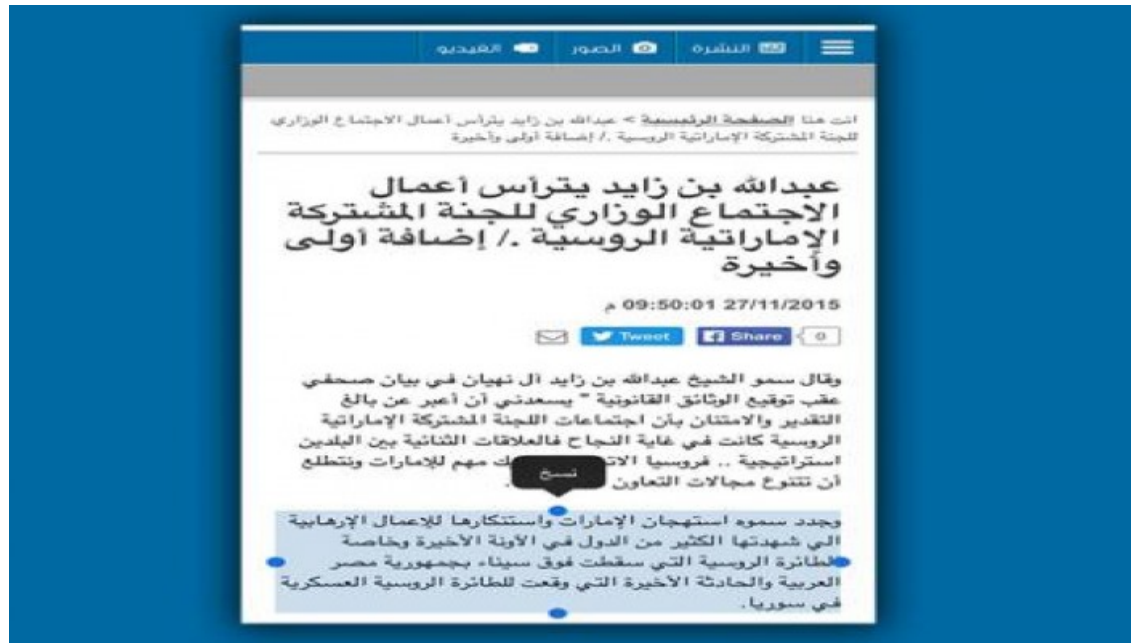 النشرة الصور الفيديو
انت هنا الصفحة الرئيسية > عبدالله بن زايد يترأس أعمال الاجتماع الوزاري
للجنة المشتركة الإماراتية الروسية ./ إضافة أولى وأخيرة
عبدالله بن زايد يترأس أعمال
الاجتماع الوزاري للجنة المشتركة
الإماراتية الروسية ./ إضافة أولى
وأخيرة
27/11/2015 09:50:01 م
Tweet Share 0
وقال سمو الشيخ عبدالله بن زايد آل نهيان في بيان صحفي
عقب توقيع الوثائق القانونية " يسعدني أن أعبر عن بالغ
التقدير والامتنان بأن اجتماعات اللجنة المشتركة الإماراتية
الروسية كانت في غاية النجاح فالعلاقات الثنائية بين البلدين
استراتيجية .. فروسيا مهم للإمارات ونتطلع
أن تتنوع مجالات التعاون .
نسخ
وجدد سموه استهجان الإمارات واستنكارها للإعمال الإرهابية
الي شهدتها الكثير من الدول في الآونة الأخيرة وخاصة
الطائرة الروسية التي سقطت فوق سيناء بجمهورية مصر
العربية والحادثة الأخيرة التي وقعت للطائرة الروسية العسكرية
في سوريا.